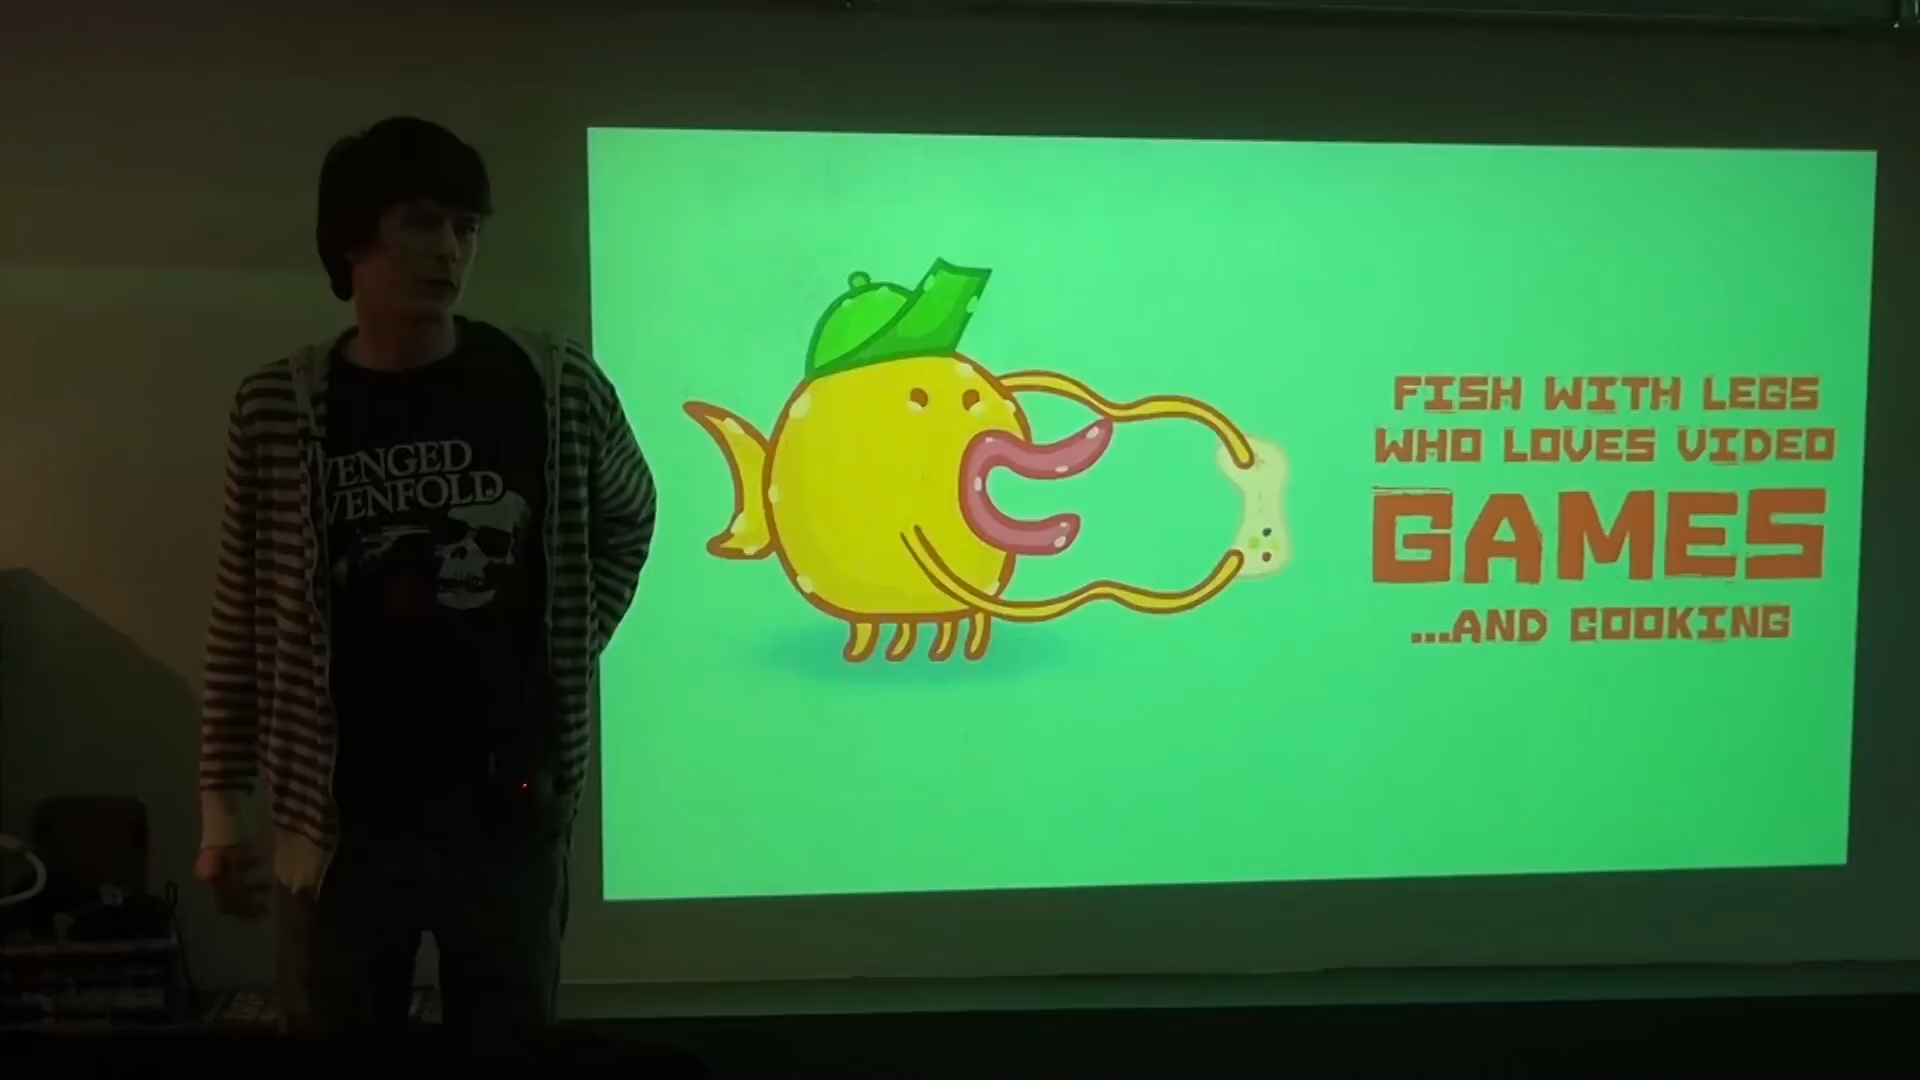 VENGED
VENFOLD
FISH WITH LEGS
WHO LOVES VIDEO
GAMES
...AND COOKING